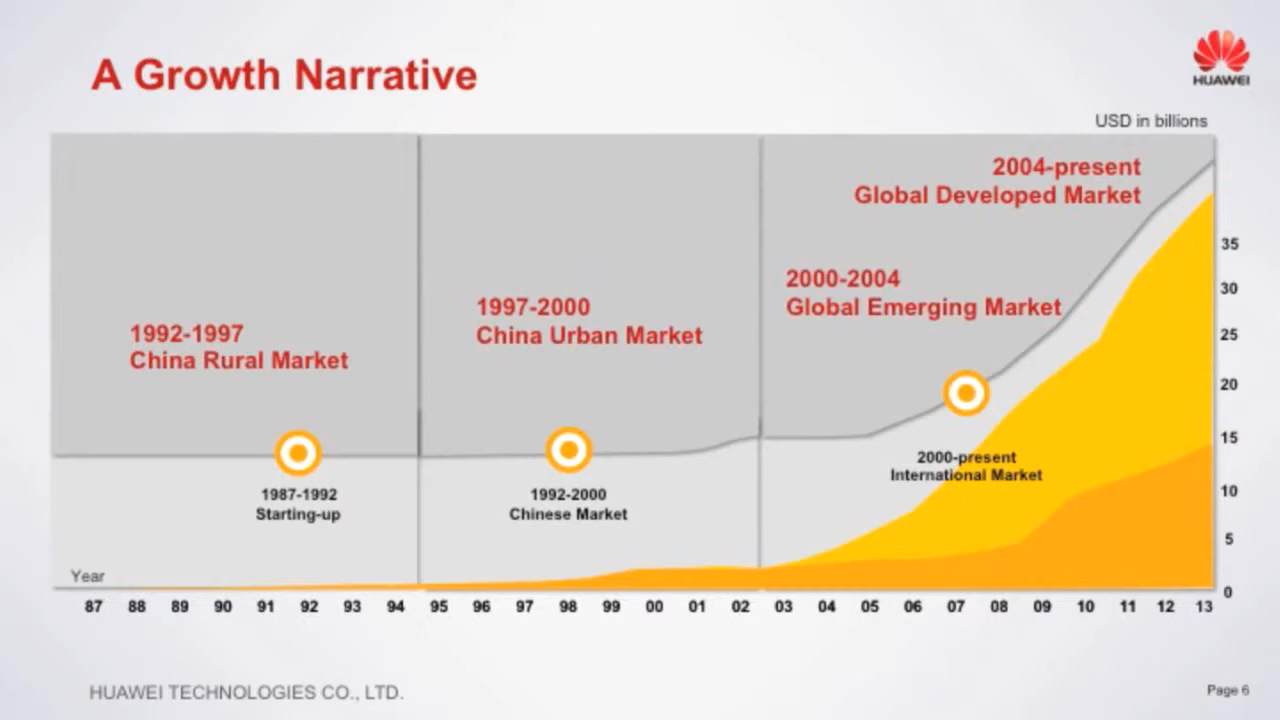 A Growth Narrative
HUAWEI
USD in billions
2004-present
Global Developed Market
2000-2004
Global Emerging Market
1997-2000
China Urban Market
1992-1997
China Rural Market
35
30
25
20
15
10
5
0
1987-1992
Starting-up
1992-2000
Chinese Market
2000-present
International Market
Year
87 88 89 90 91 92 93 94 95 96 97 98 99 00 01 02 03 04 05 06 07 08 09 10 11 12 13
HUAWEI TECHNOLOGIES CO., LTD.
Page 6